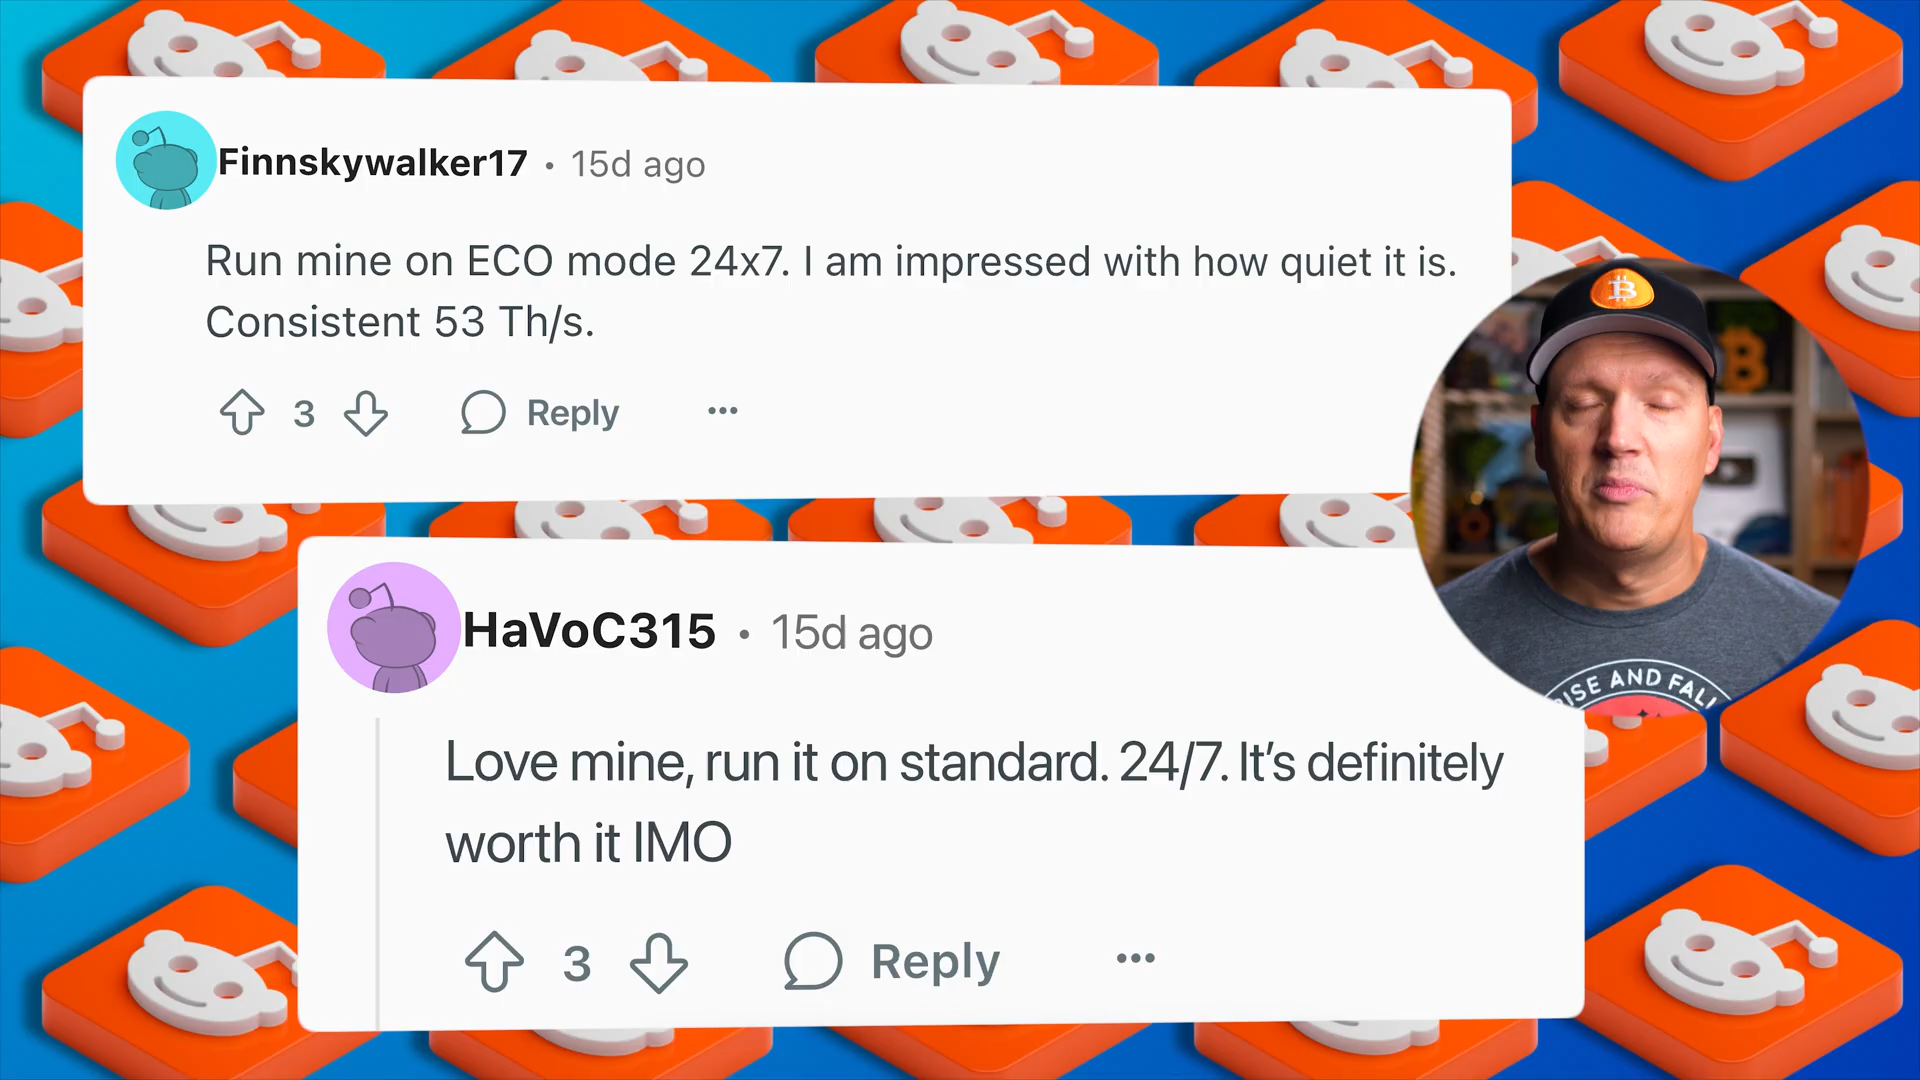 Finnskywalker17 • 15d ago
Run mine on ECO mode 24x7. I am impressed with how quiet it is.
Consistent 53 Th/s.
3 Reply ...
HaVoC315 • 15d ago
Love mine, run it on standard. 24/7. It’s definitely
worth it IMO
3 Reply ...
AND FALL